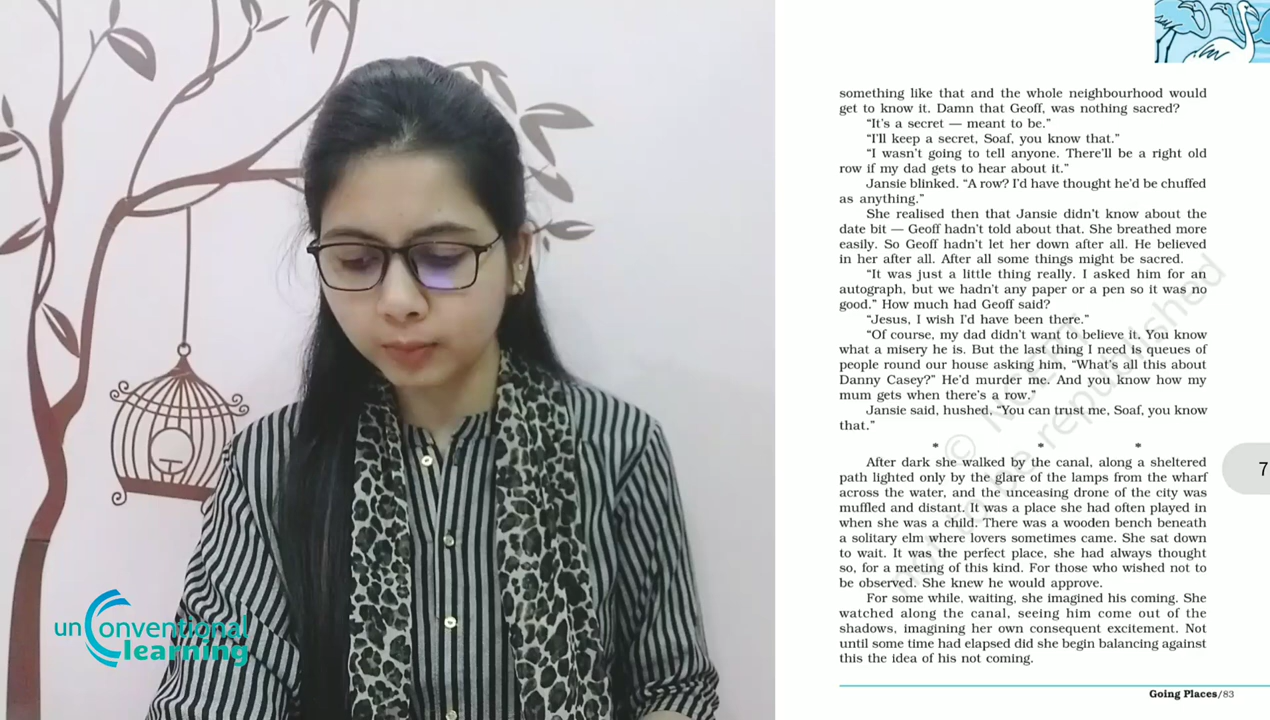 something like that and the whole neighbourhood would
get to know it. Damn that Geoff, was nothing sacred?
“It’s a secret — meant to be.”
“I’ll keep a secret, Soaf, you know that.”
“I wasn’t going to tell anyone. There’ll be a right old
row if my dad gets to hear about it.”
Jansie blinked. “A row? I’d have thought he’d be chuffed
as anything.”
She realised then that Jansie didn’t know about the
date bit — Geoff hadn’t told about that. She breathed more
easily. So Geoff hadn’t let her down after all. He believed
in her after all. After all some things might be sacred.
“It was just a little thing really. I asked him for an
autograph, but we hadn’t any paper or a pen so it was no
good.” How much had Geoff said?
“Jesus, I wish I’d have been there.”
“Of course, my dad didn’t want to believe it. You know
what a misery he is. But the last thing I need is queues of
people round our house asking him, “What’s all this about
Danny Casey?” He’d murder me. And you know how my
mum gets when there’s a row.”
Jansie said, hushed, “You can trust me, Soaf, you know
that.”
* * *
After dark she walked by the canal, along a sheltered
path lighted only by the glare of the lamps from the wharf
across the water, and the unceasing drone of the city was
muffled and distant. It was a place she had often played in
when she was a child. There was a wooden bench beneath
a solitary elm where lovers sometimes came. She sat down
to wait. It was the perfect place, she had always thought
so, for a meeting of this kind. For those who wished not to
be observed. She knew he would approve.
For some while, waiting, she imagined his coming. She
watched along the canal, seeing him come out of the
shadows, imagining her own consequent excitement. Not
until some time had elapsed did she begin balancing against
this the idea of his not coming.
Going Places/83
7
unConventional
learning
© 
be republished